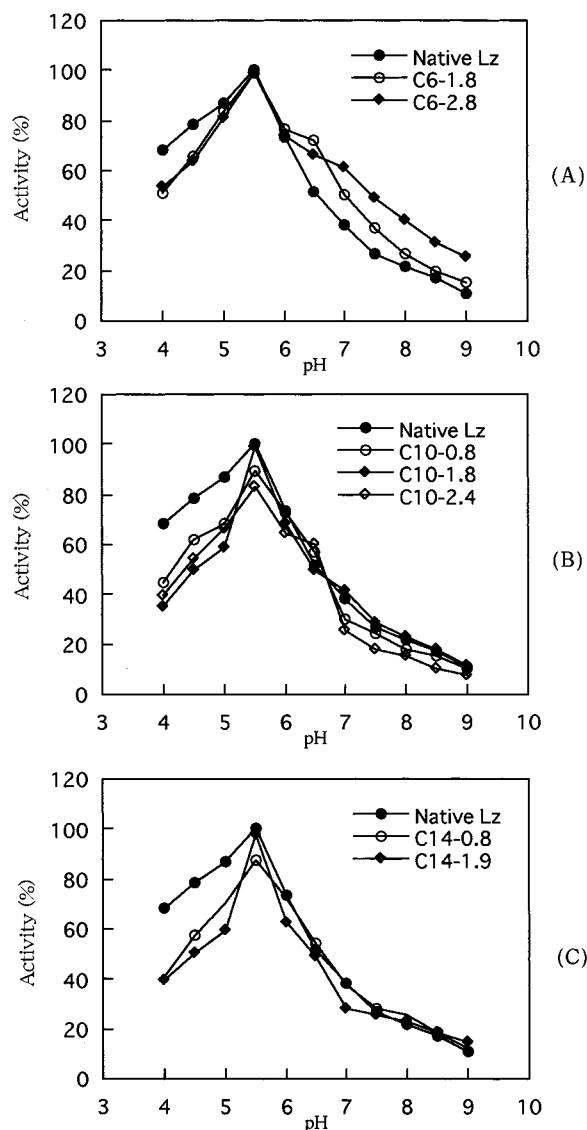 120
100
80
60
40
20
0
Activity (%)
Native Lz
C6-1.8
C6-2.8
(A)
3 4 5 6 7 8 9 10
pH
120
100
80
60
40
20
0
Activity (%)
Native Lz
C10-0.8
C10-1.8
C10-2.4
(B)
3 4 5 6 7 8 9 10
pH
120
100
80
60
40
20
0
Activity (%)
Native Lz
C14-0.8
C14-1.9
(C)
3 4 5 6 7 8 9 10
pH